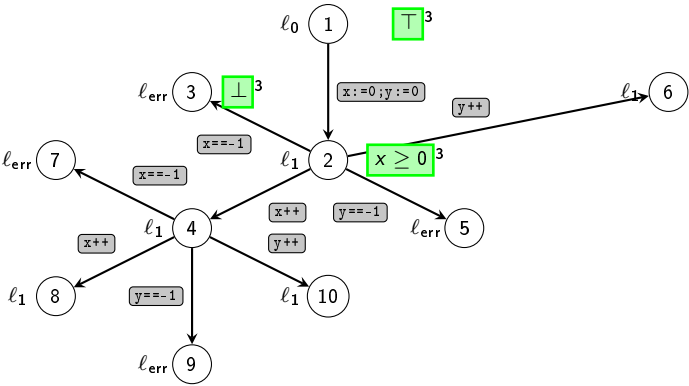 ℓ₀ 1 ⊤ ³
ℓerr 3 ⊥ ³ x:=0;y:=0 y++ ℓ₁ 6
x==-1
ℓerr 7 x==-1 ℓ₁ 2 x ≥ 0 ³
x++ y==-1
x++ ℓ₁ 4 y++ ℓerr 5
ℓ₁ 8 y==-1 ℓ₁ 10
ℓerr 9